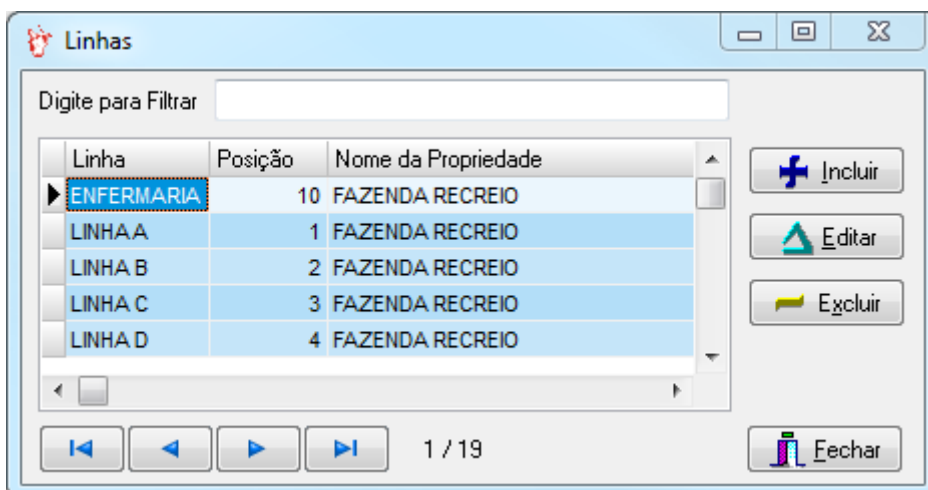 Linhas
Digite para Filtrar
Linha Posição Nome da Propriedade
ENFERMARIA 10 FAZENDA RECREIO
LINHA A 1 FAZENDA RECREIO
LINHA B 2 FAZENDA RECREIO
LINHA C 3 FAZENDA RECREIO
LINHA D 4 FAZENDA RECREIO
Incluir
Editar
Excluir
1 / 19
Fechar